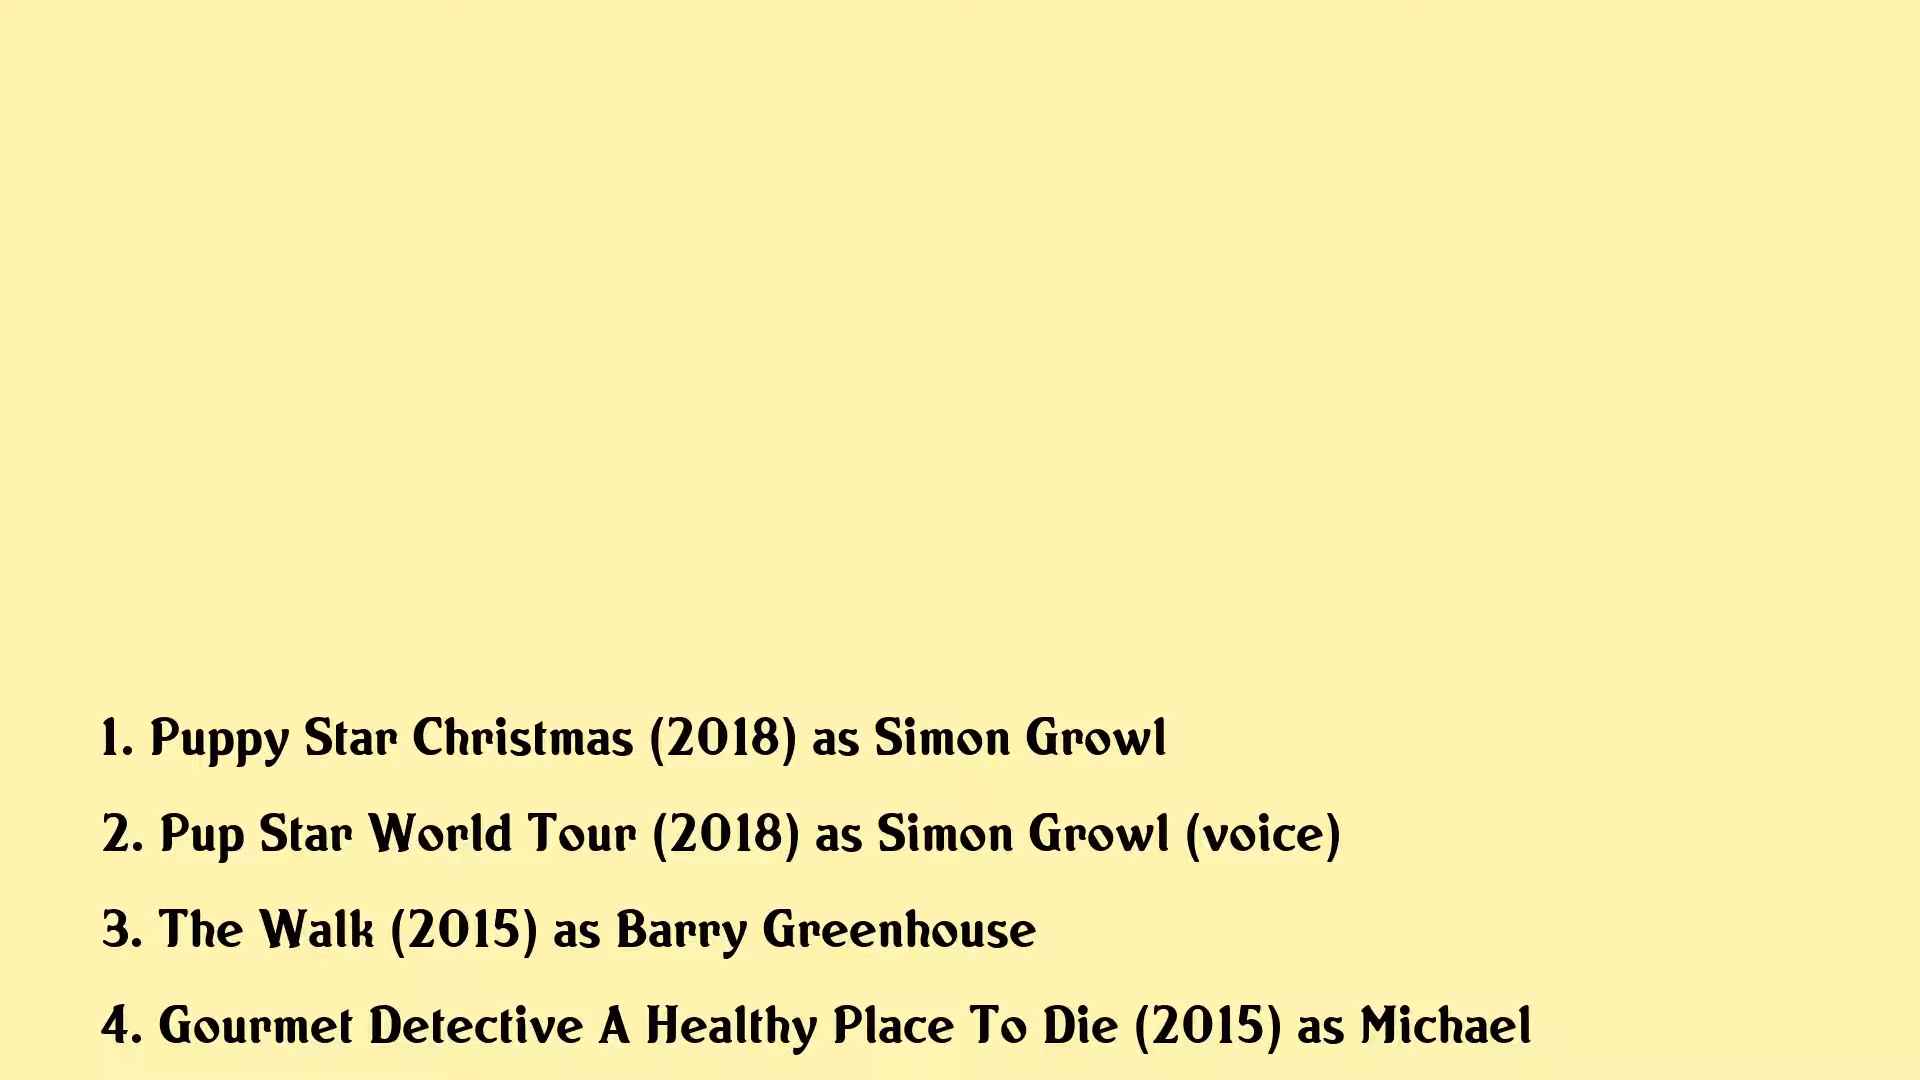 1. Puppy Star Christmas (2018) as Simon Growl
2. Pup Star World Tour (2018) as Simon Growl (voice)
3. The Walk (2015) as Barry Greenhouse
4. Gourmet Detective A Healthy Place To Die (2015) as Michael